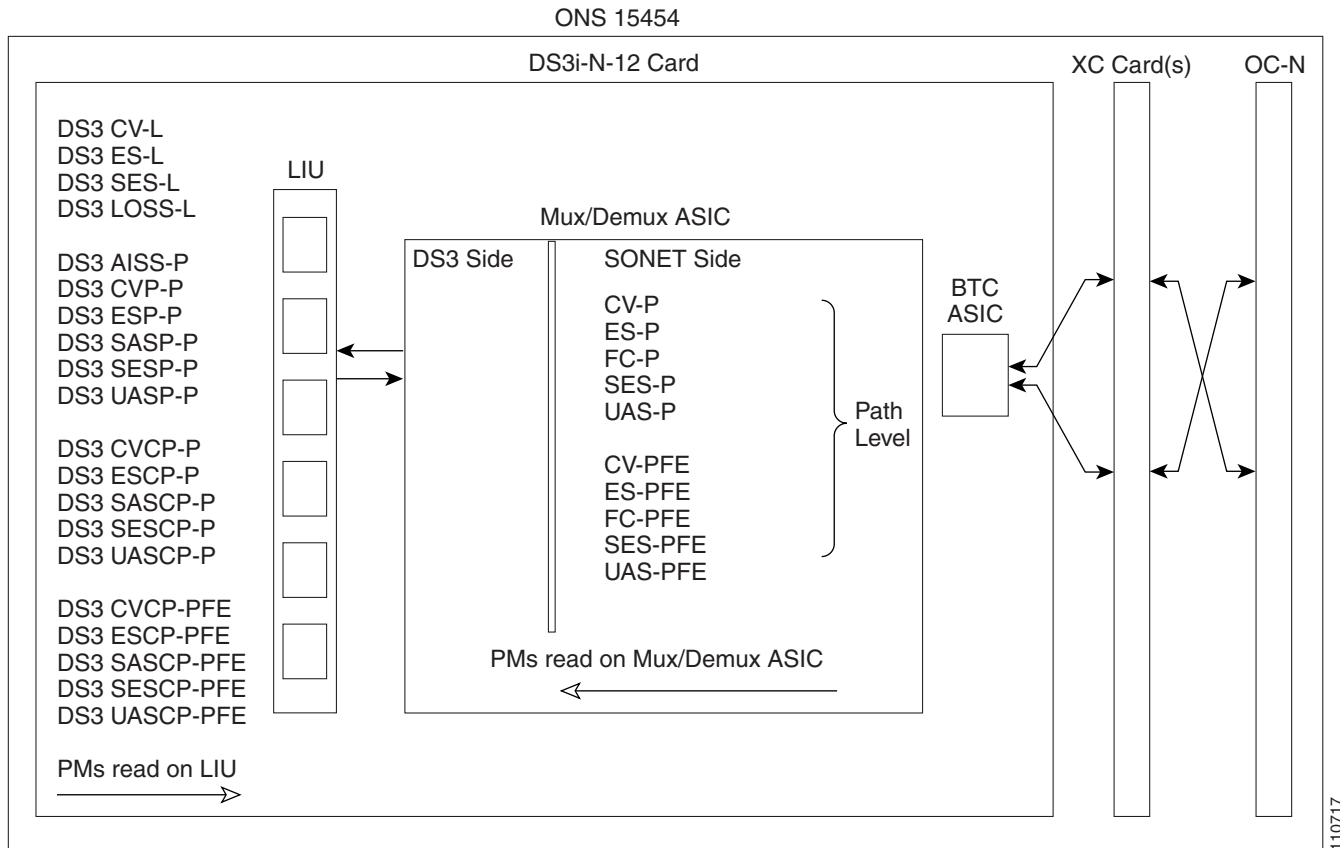 ONS 15454
DS3i-N-12 Card
XC Card(s)
OC-N
DS3 CV-L
DS3 ES-L
DS3 SES-L
DS3 LOSS-L
DS3 AISS-P
DS3 CVP-P
DS3 ESP-P
DS3 SASP-P
DS3 SESP-P
DS3 UASP-P
DS3 CVCP-P
DS3 ESCP-P
DS3 SASCP-P
DS3 SESCP-P
DS3 UASCP-P
DS3 CVCP-PFE
DS3 ESCP-PFE
DS3 SASCP-PFE
DS3 SESCP-PFE
DS3 UASCP-PFE
PMs read on LIU
LIU
Mux/Demux ASIC
DS3 Side
SONET Side
CV-P
ES-P
FC-P
SES-P
UAS-P
CV-PFE
ES-PFE
FC-PFE
SES-PFE
UAS-PFE
Path
Level
PMs read on Mux/Demux ASIC
BTC
ASIC
110717